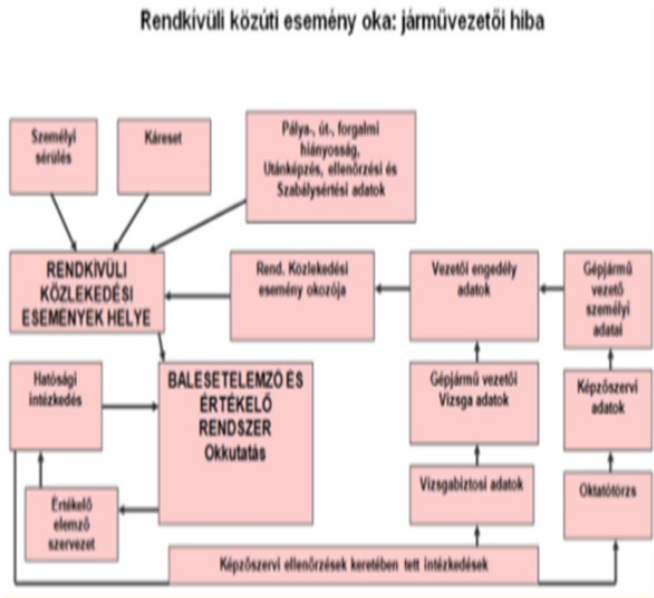 Rendkívüli közúti esemény oka: járművezetői hiba
Személyi
sérülés
Káreset
Pálya-, út-, forgalmi
hiányosság,
Utánképzés, ellenőrzési és
Szabálysértési adatok
RENDKÍVÜLI
KÖZLEKEDÉSI
ESEMÉNYEK HELYE
Rend. Közlekedési
esemény okozója
Vezetői engedély
adatok
Gépjármű
vezető
személyi
adatai
Hatósági
intézkedés
BALESETELEMZŐ ÉS
ÉRTÉKELŐ
RENDSZER
Okkutatás
Gépjármű vezetői
Vizsga adatok
Képzőszervi
adatok
Értékelő
elemző
szervezet
Vizsgabiztosi adatok
Oktatótörzs
Képzőszervi ellenőrzések keretében tett intézkedések